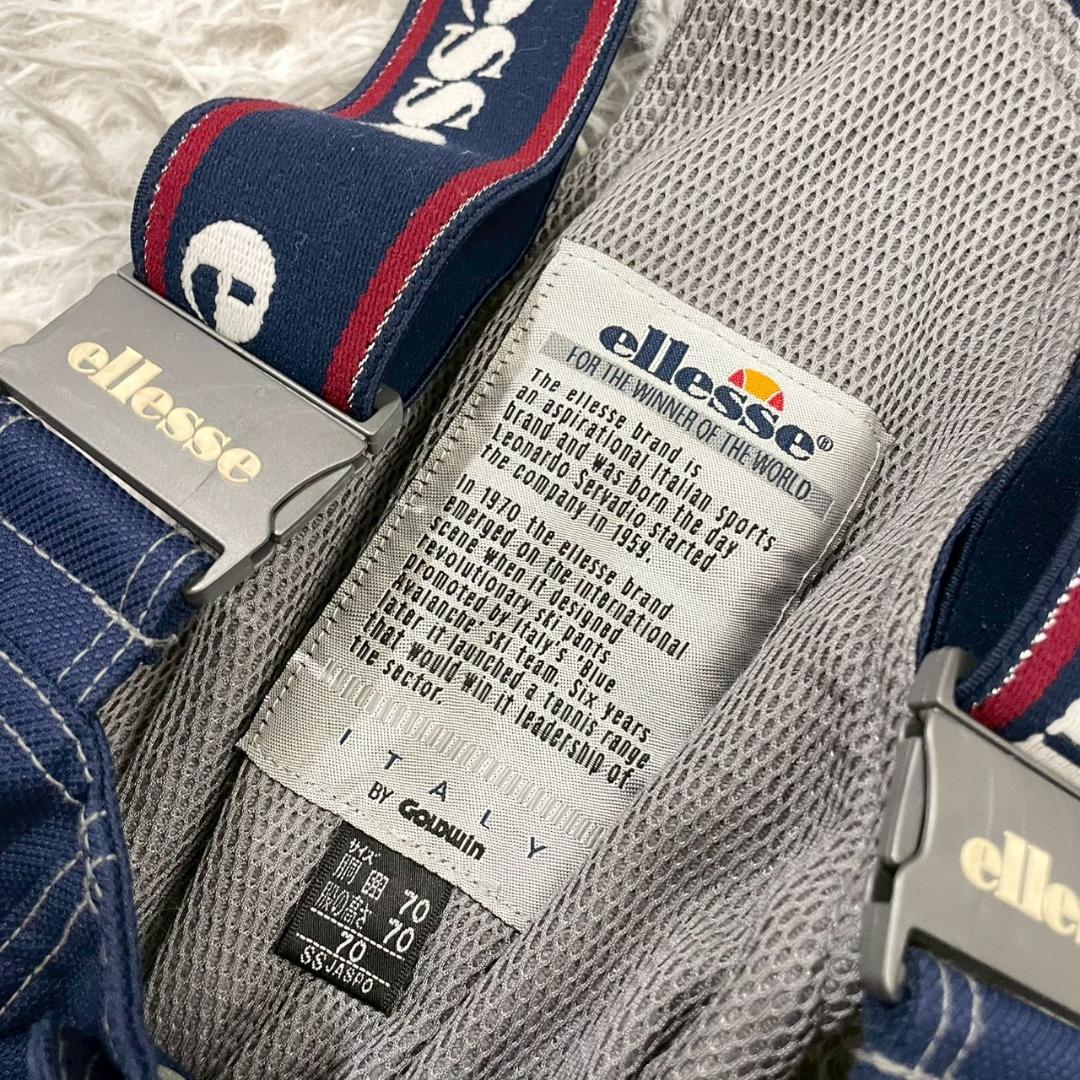 ellesse
ellesse®
FOR THE WINNER OF THE WORLD
The ellesse brand is
an aspirational Italian sports
brand and was born the day
Leonardo Servadio started
the company in 1959.
In 1970, the ellesse brand
emerged on the international
scene when it designed
revolutionary ski pants
promoted by Italy's 'Blue
Avalanche' ski team. Six years
later it launched a tennis range
that would win it leadership of
the sector.
ITALY
BY GOLDWIN
サイズ
胴囲 70
股の高さ 70
70
SSJASPO
elle